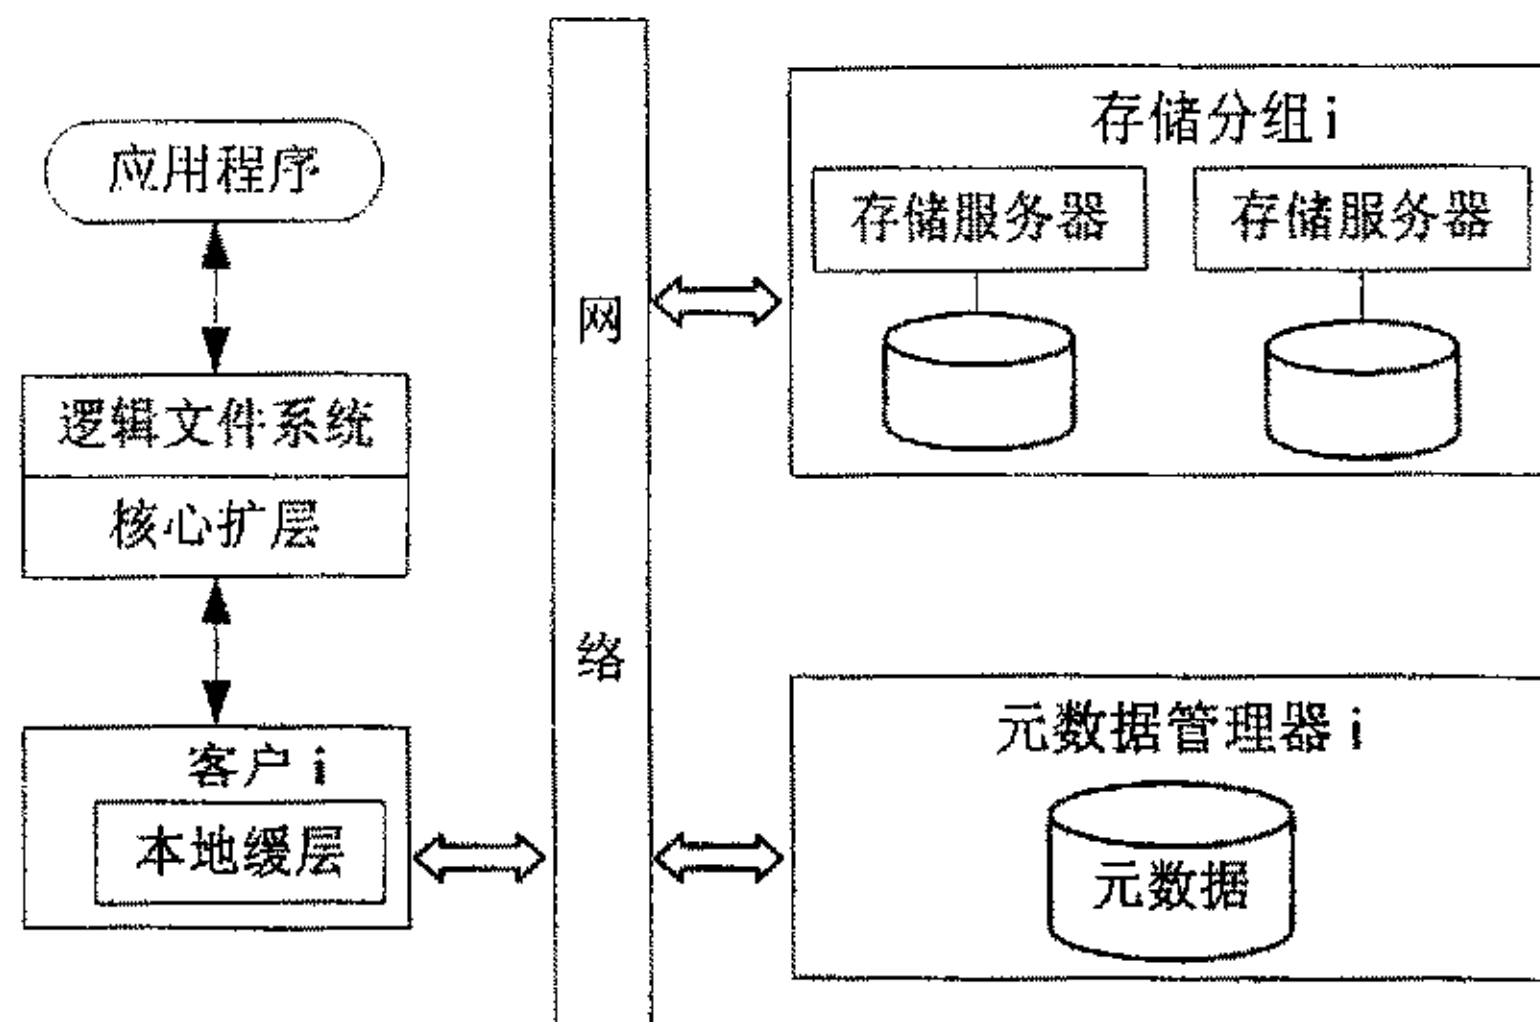 应用程序
逻辑文件系统
核心扩层
客户 i
本地缓层
网络
存储分组 i
存储服务器
存储服务器
元数据管理器 i
元数据